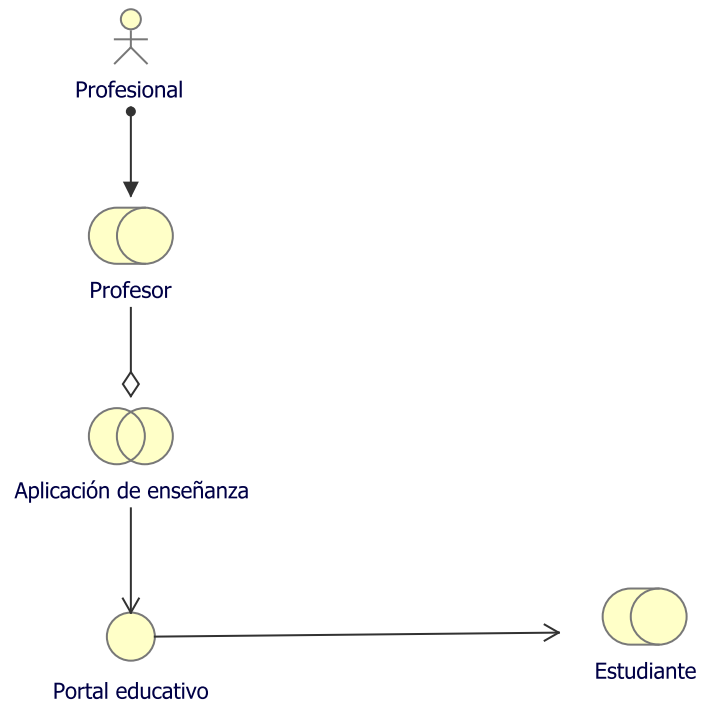 Profesional
Profesor
Aplicación de enseñanza
Estudiante
Portal educativo